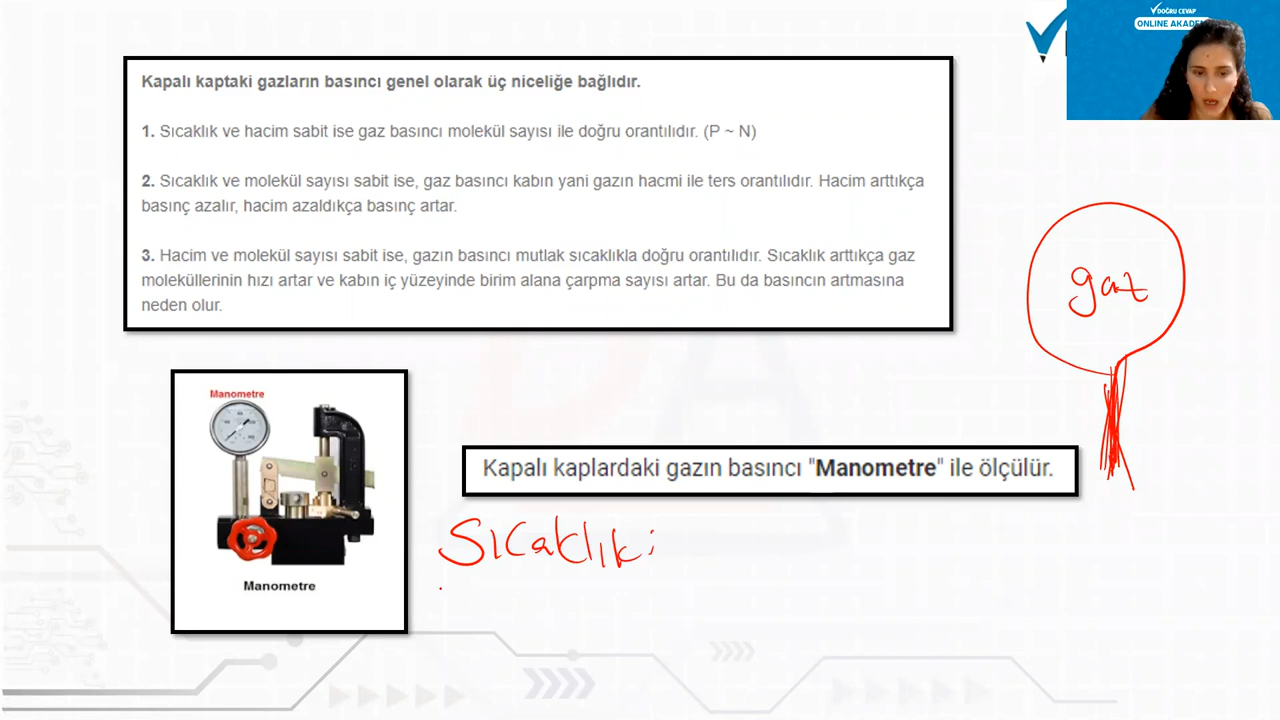 DOĞRU CEVAP
Kapalı kaptaki gazların basıncı genel olarak üç niceliğe bağlıdır.
1. Sıcaklık ve hacim sabit ise gaz basıncı molekül sayısı ile doğru orantılıdır. (P ~ N)
2. Sıcaklık ve molekül sayısı sabit ise, gaz basıncı kabın yani gazın hacmi ile ters orantılıdır. Hacim arttıkça
basınç azalır, hacim azaldıkça basınç artar.
3. Hacim ve molekül sayısı sabit ise, gazın basıncı mutlak sıcaklıkla doğru orantılıdır. Sıcaklık arttıkça gaz
moleküllerinin hızı artar ve kabın iç yüzeyinde birim alana çarpma sayısı artar. Bu da basıncın artmasına
neden olur.
gaz
Manometre
Manometre
Kapalı kaplardaki gazın basıncı "Manometre" ile ölçülür.
Sıcaklık: